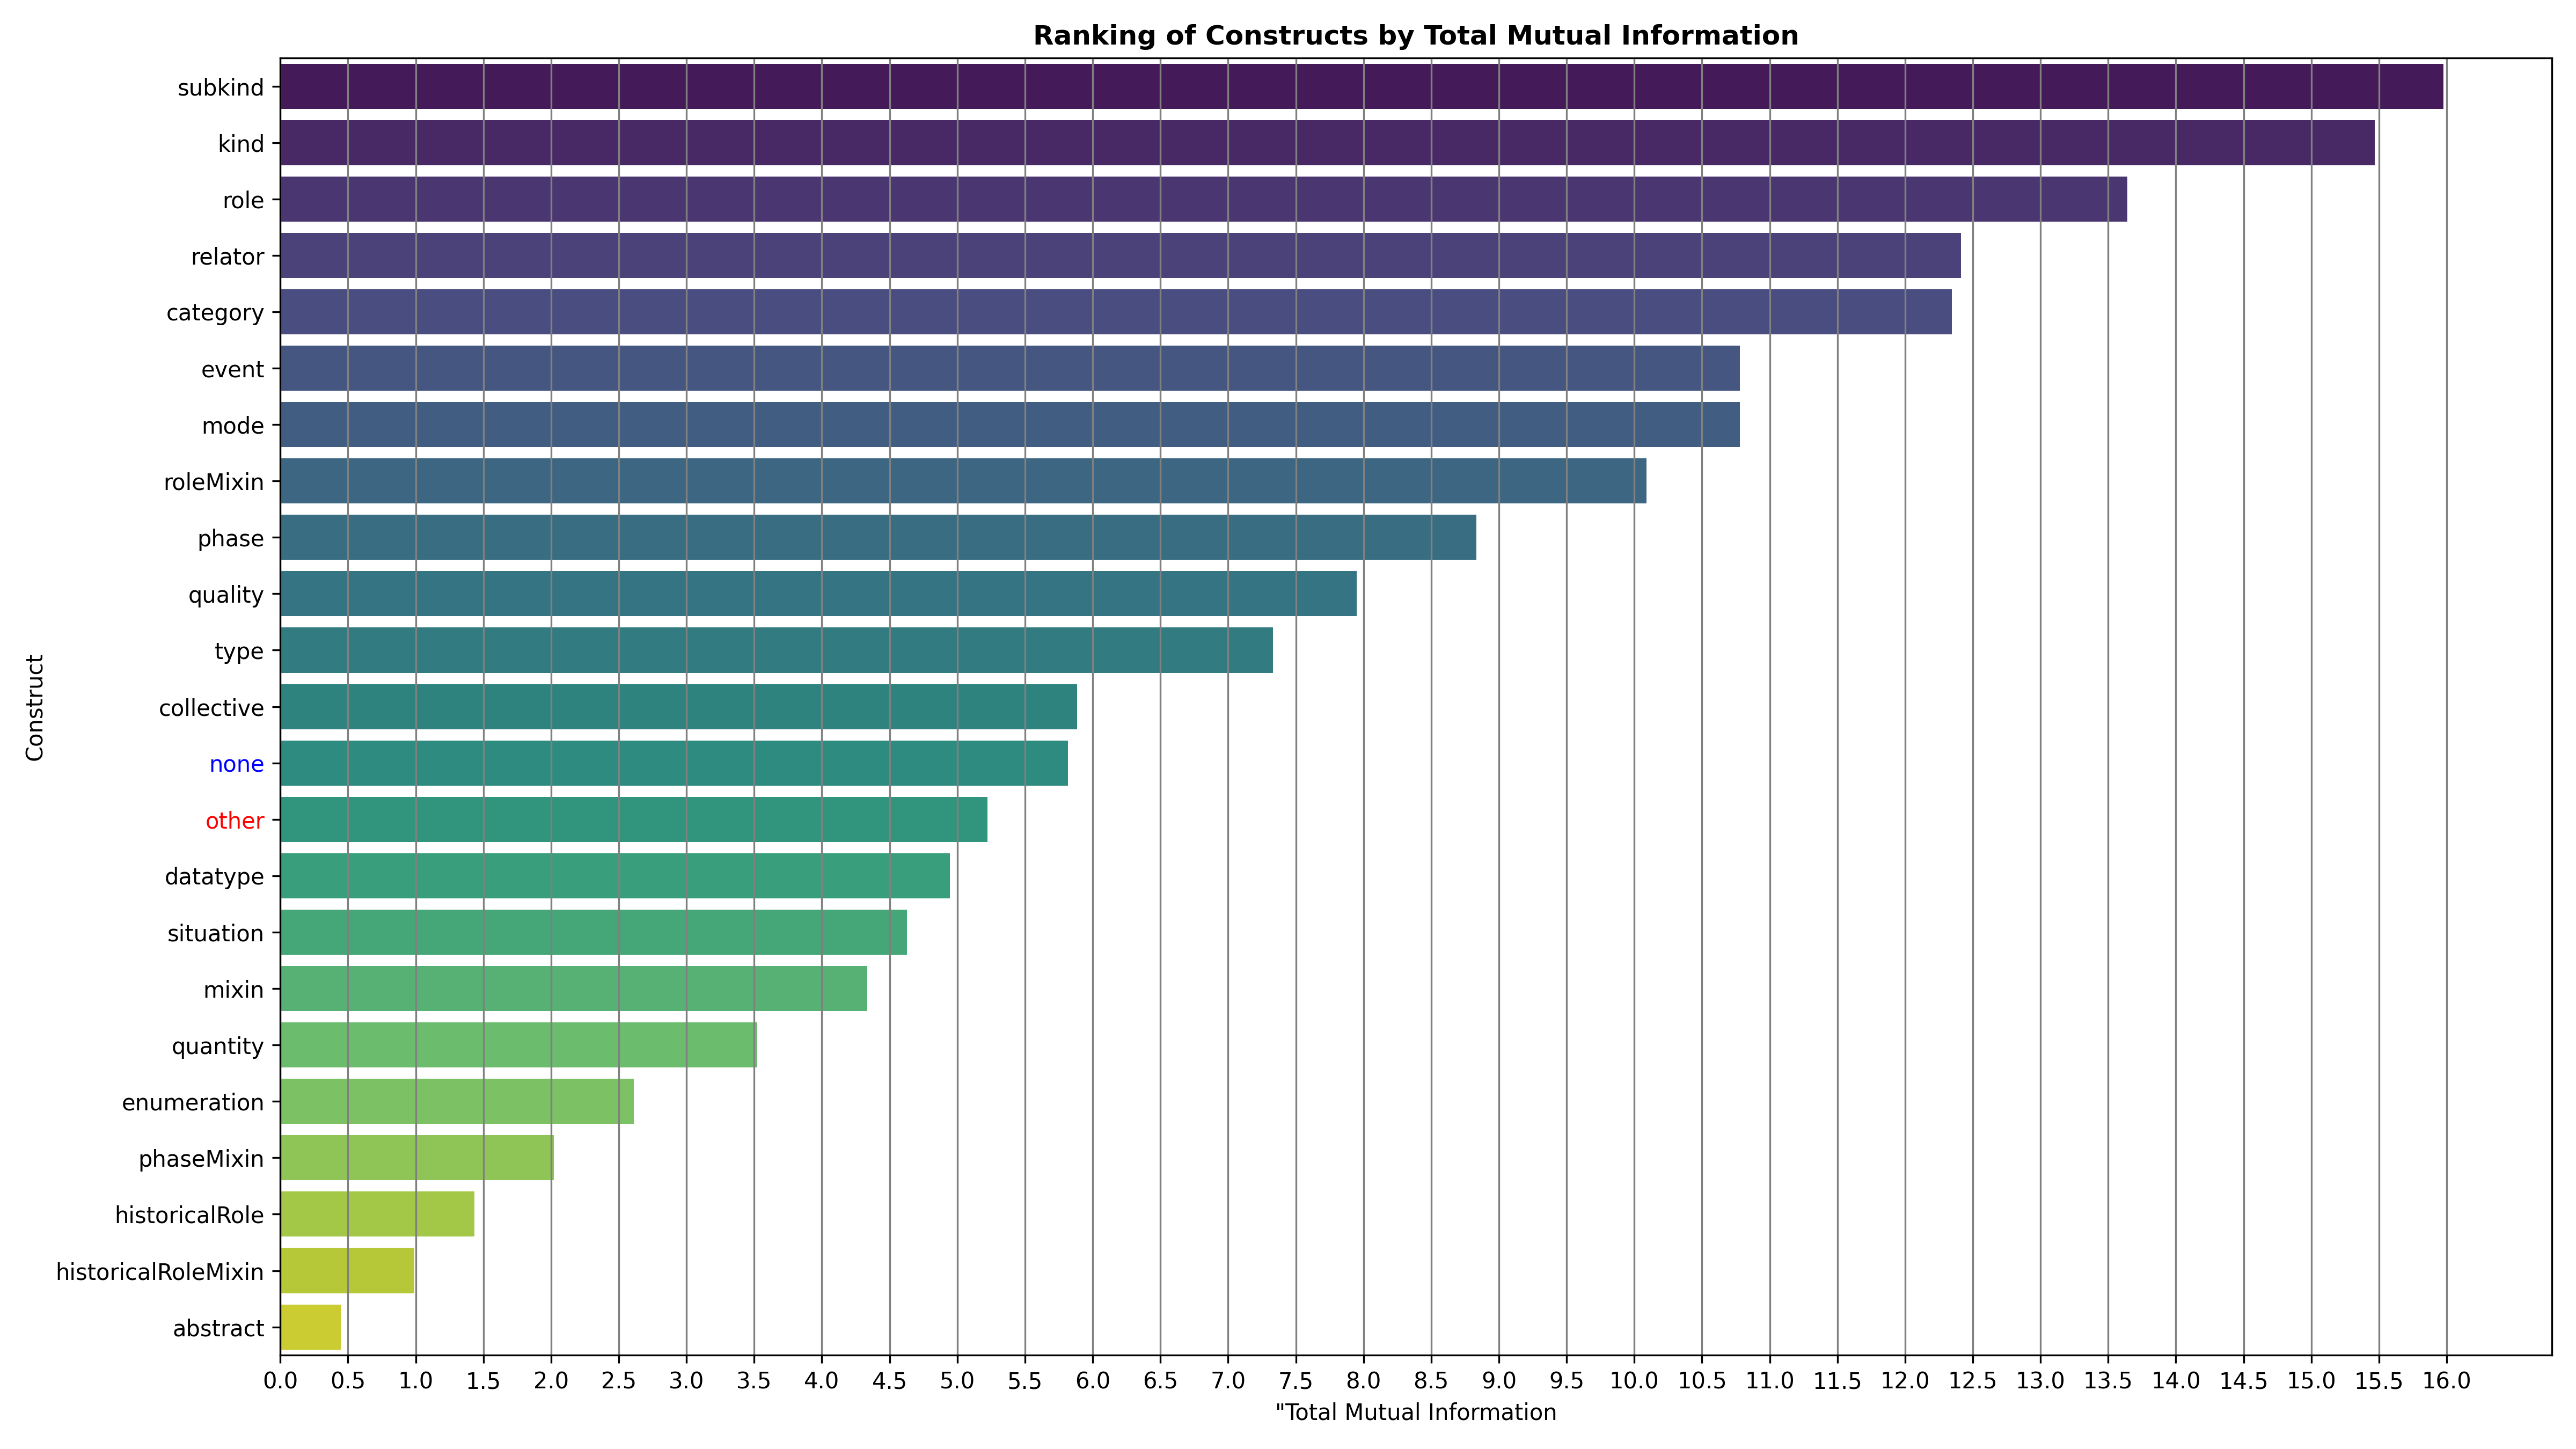 Ranking of Constructs by Total Mutual Information
subkind
kind
role
relator
category
event
mode
roleMixin
phase
quality
type
collective
none
other
datatype
situation
mixin
quantity
enumeration
phaseMixin
historicalRole
historicalRoleMixin
abstract
Construct
0.0 0.5 1.0 1.5 2.0 2.5 3.0 3.5 4.0 4.5 5.0 5.5 6.0 6.5 7.0 7.5 8.0 8.5 9.0 9.5 10.0 10.5 11.0 11.5 12.0 12.5 13.0 13.5 14.0 14.5 15.0 15.5 16.0
"Total Mutual Information